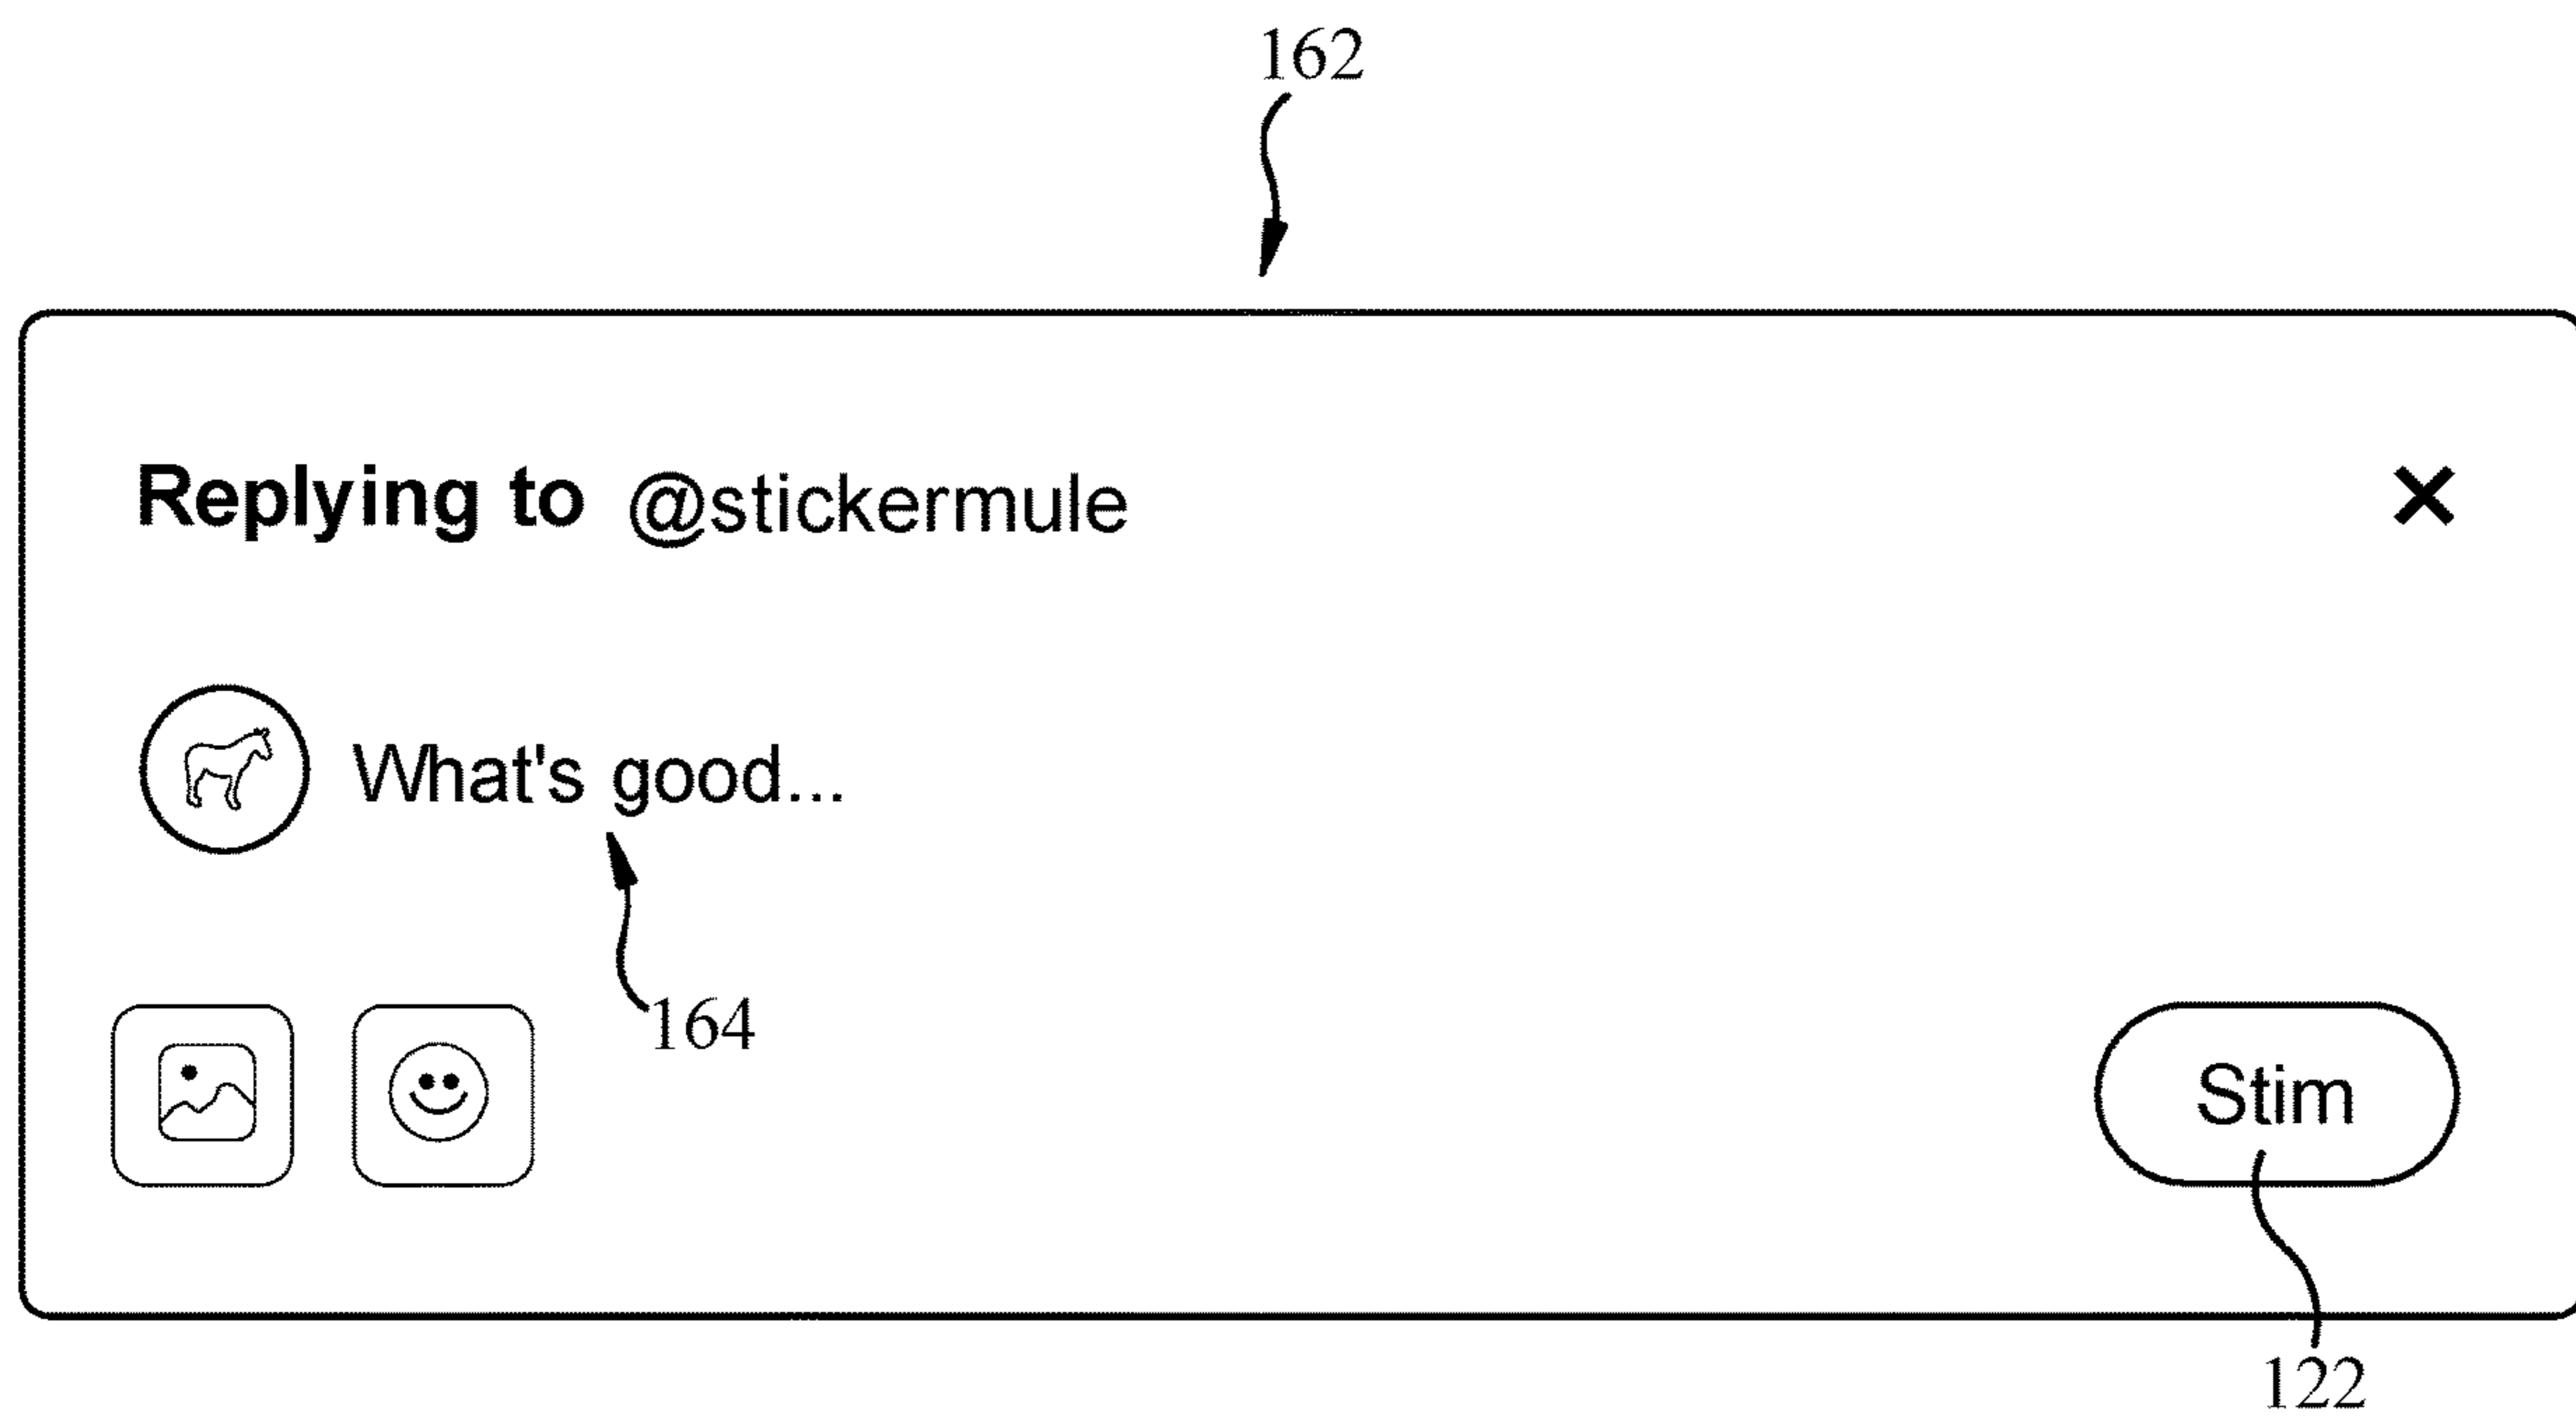 162
Replying to @stickermule
What's good...
164
Stim
122